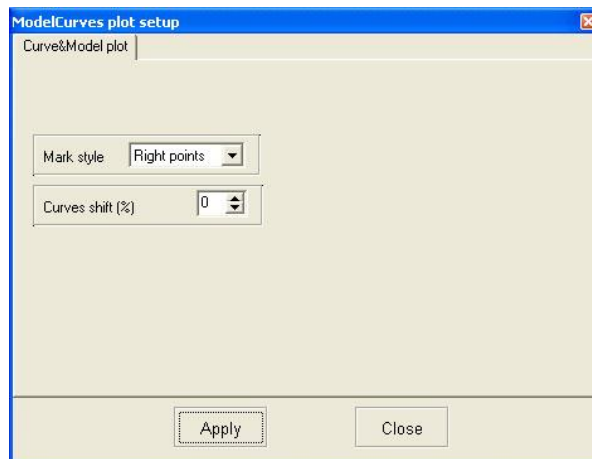 ModelCurves plot setup
Curve&Model plot
Mark style Right points
Curves shift (%) 0
Apply Close